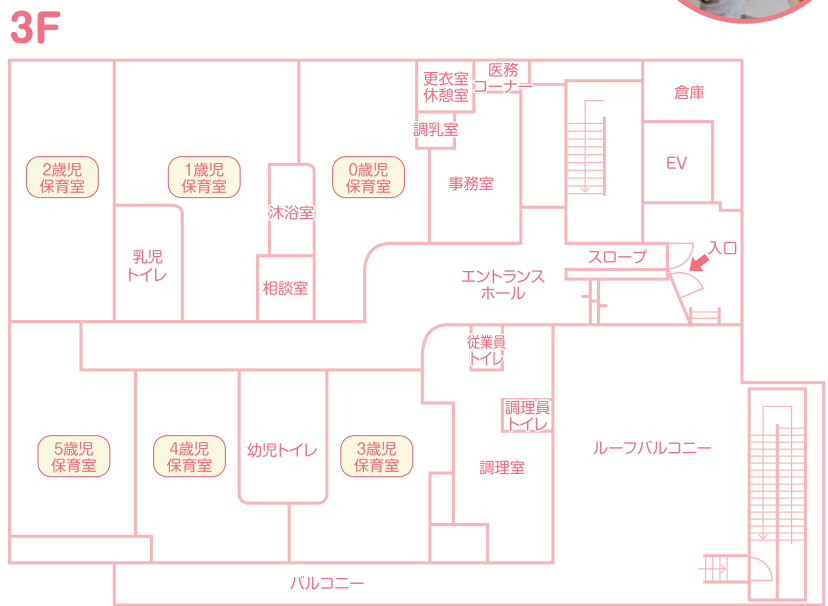 3F
更衣室
休憩室
医務
コーナー
倉庫
調乳室
2歳児
保育室
1歳児
保育室
0歳児
保育室
事務室
EV
沐浴室
乳児
トイレ
相談室
スロープ
入口
エントランス
ホール
従業員
トイレ
調理員
トイレ
5歳児
保育室
4歳児
保育室
幼児トイレ
3歳児
保育室
調理室
ルーフバルコニー
バルコニー